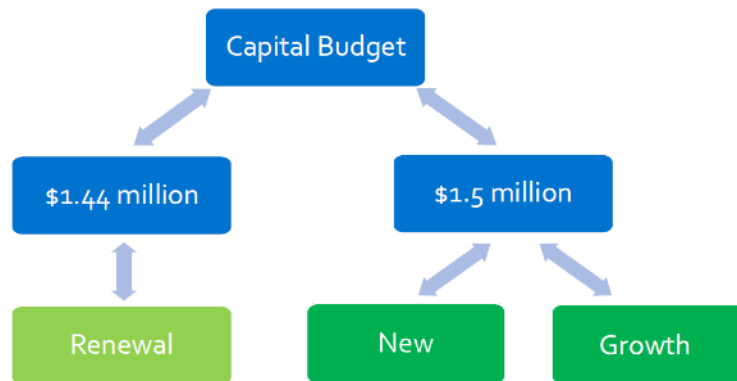 Capital Budget
$1.44 million
$1.5 million
Renewal
New
Growth